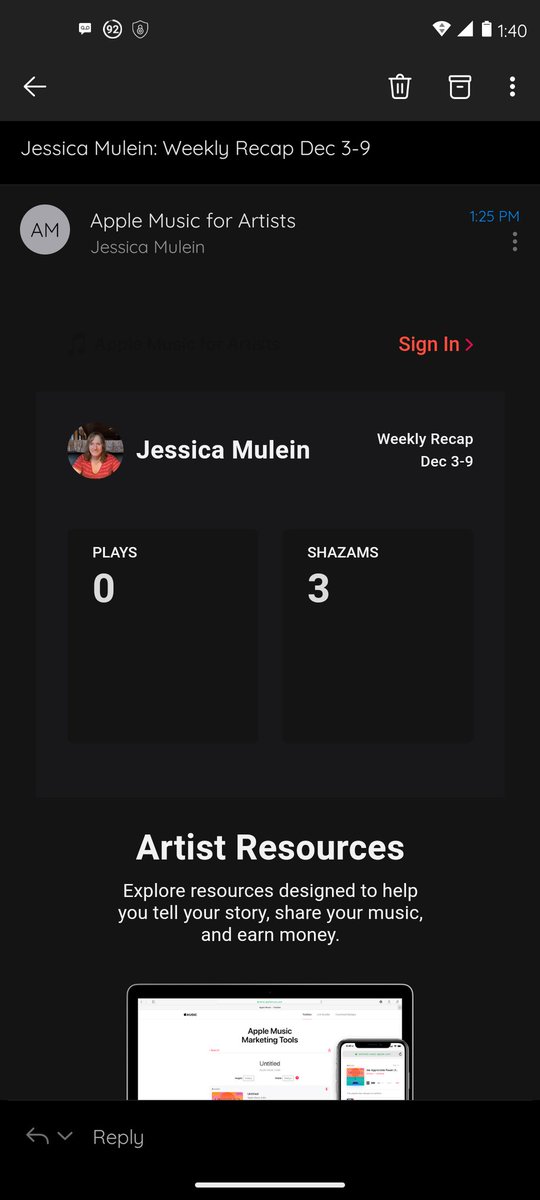 92
1:40
Jessica Mulein: Weekly Recap Dec 3-9
AM
Apple Music for Artists
1:25 PM
Jessica Mulein
Apple Music for Artists
Sign In
Jessica Mulein
Weekly Recap
Dec 3-9
PLAYS
0
SHAZAMS
3
Artist Resources
Explore resources designed to help
you tell your story, share your music,
and earn money.
Apple Music
Marketing Tools
Untitled
Reply